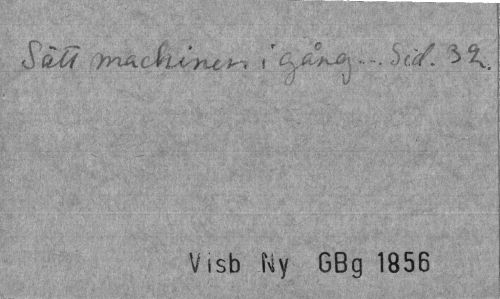 Sätt machinen i gång... Sid. 32.
Visb Ny GBg 1856